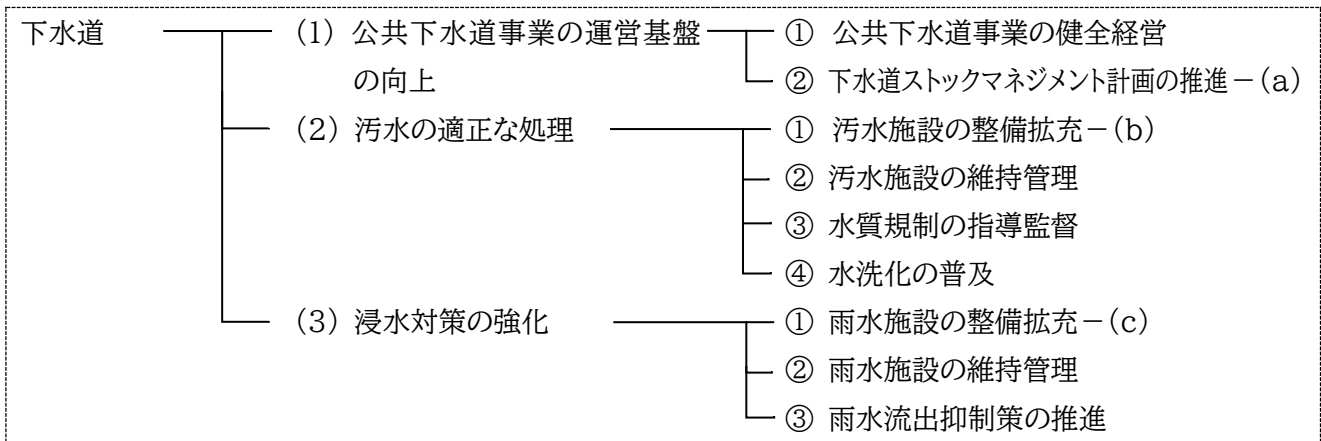 下水道 (1) 公共下水道事業の運営基盤 ① 公共下水道事業の健全経営
の向上 ② 下水道ストックマネジメント計画の推進－(a)
(2) 汚水の適正な処理 ① 汚水施設の整備拡充－(b)
② 汚水施設の維持管理
③ 水質規制の指導監督
④ 水洗化の普及
(3) 浸水対策の強化 ① 雨水施設の整備拡充－(c)
② 雨水施設の維持管理
③ 雨水流出抑制策の推進